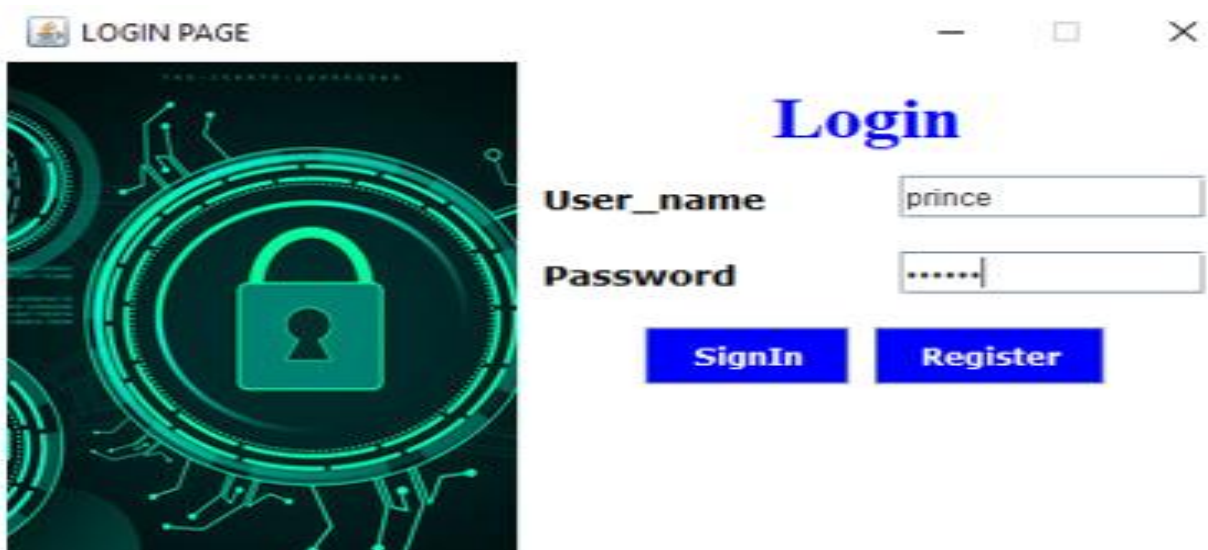 LOGIN PAGE
Login
User_name prince
Password ••••••
SignIn Register